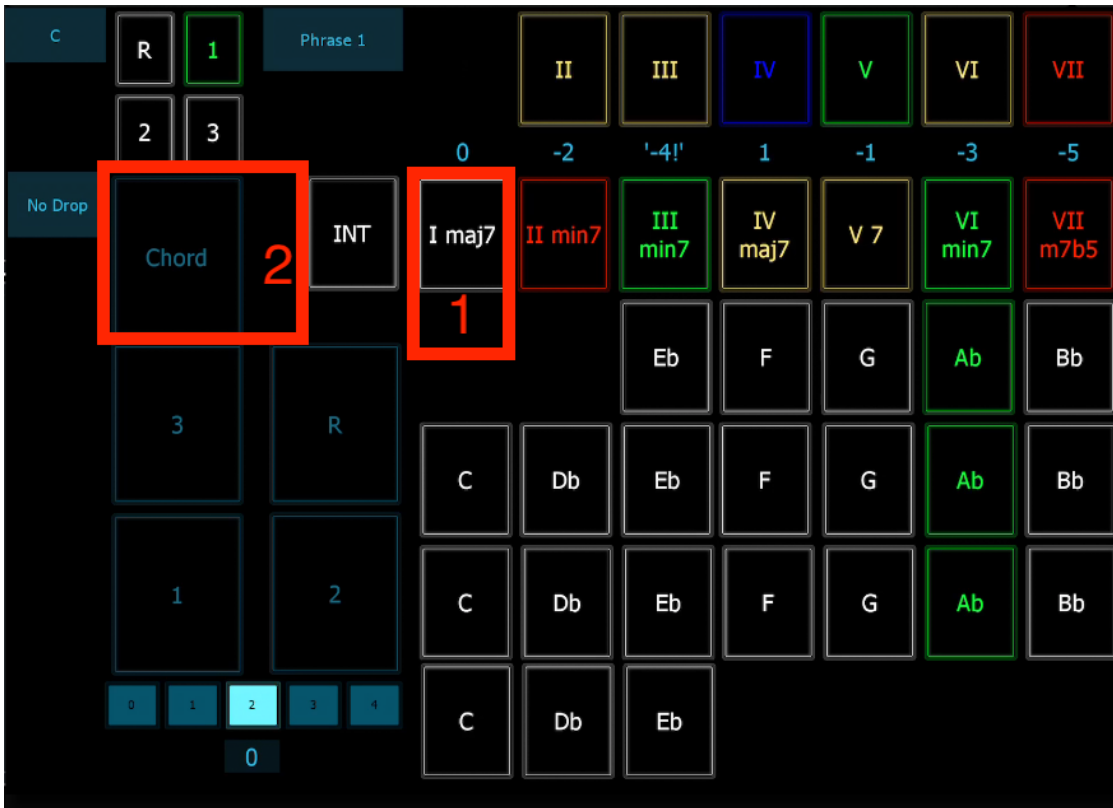 C
R
1
Phrase 1
II
III
IV
V
VI
VII
2
3
0
-2
'-4!'
1
-1
-3
-5
No Drop
Chord
2
INT
I maj7
1
II min7
III
min7
IV
maj7
V 7
VI
min7
VII
m7b5
Eb
F
G
Ab
Bb
3
R
C
Db
Eb
F
G
Ab
Bb
1
2
C
Db
Eb
F
G
Ab
Bb
0
1
2
3
4
C
Db
Eb
0